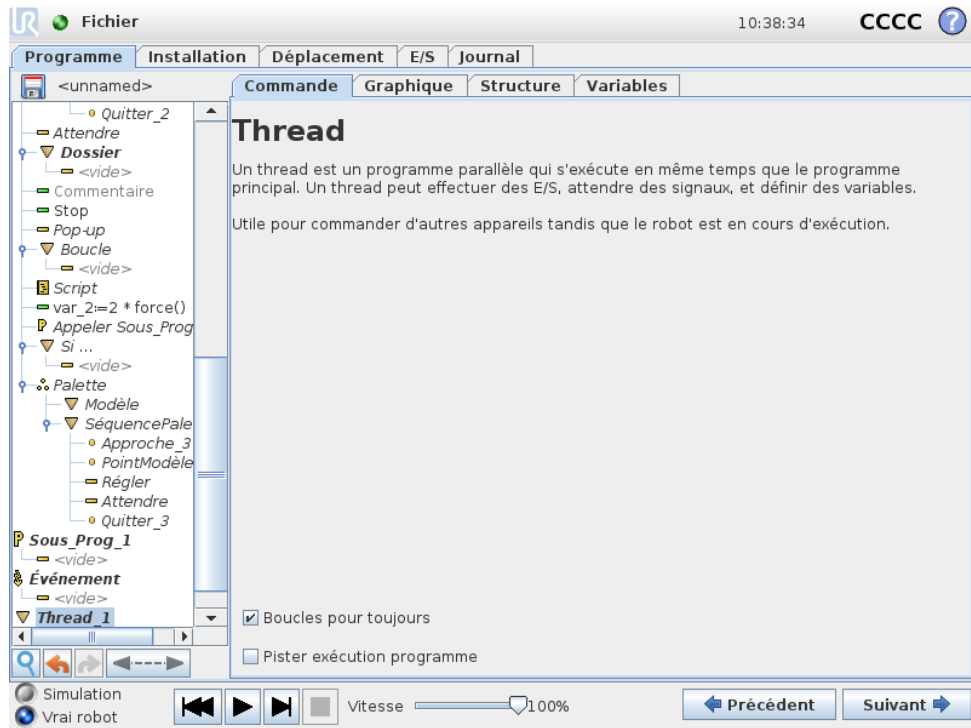 Fichier
10:38:34
CCCC
?
Programme
Installation
Déplacement
E/S
Journal
<unnamed>
Commande
Graphique
Structure
Variables
Quitter_2
Attendre
Dossier
<vide>
Commentaire
Stop
Pop-up
Boucle
<vide>
Script
var_2:=2 * force()
Appeler Sous_Prog
Si ...
<vide>
Palette
Modèle
SéquencePale
Approche_3
PointModèle
Régler
Attendre
Quitter_3
P Sous_Prog_1
<vide>
Événement
<vide>
Thread_1
Thread
Un thread est un programme parallèle qui s'exécute en même temps que le programme
principal. Un thread peut effectuer des E/S, attendre des signaux, et définir des variables.
Utile pour commander d'autres appareils tandis que le robot est en cours d'exécution.
Boucles pour toujours
Pister exécution programme
Simulation
Vrai robot
Vitesse
100%
Précédent
Suivant